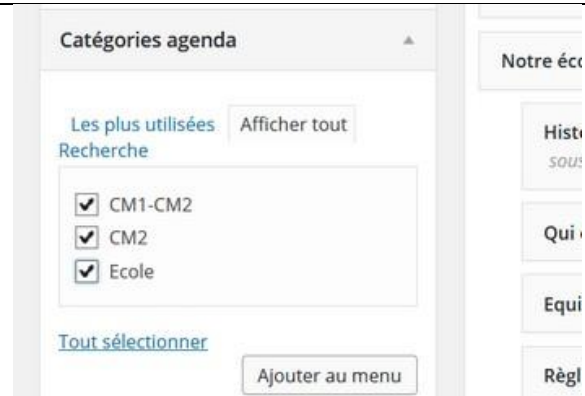 Catégories agenda
Les plus utilisées Afficher tout
Recherche
CM1-CM2
CM2
Ecole
Tout sélectionner
Ajouter au menu
Notre éco
Histo
sous
Qui
Equi
Règl